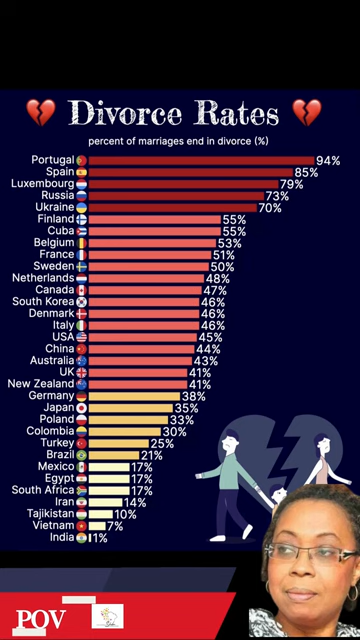 Divorce Rates
percent of marriages end in divorce (%)
Portugal 94%
Spain 85%
Luxembourg 79%
Russia 73%
Ukraine 70%
Finland 55%
Cuba 55%
Belgium 53%
France 51%
Sweden 50%
Netherlands 48%
Canada 47%
South Korea 46%
Denmark 46%
Italy 46%
USA 45%
China 44%
Australia 43%
UK 41%
New Zealand 41%
Germany 38%
Japan 35%
Poland 33%
Colombia 30%
Turkey 25%
Brazil 21%
Mexico 17%
Egypt 17%
South Africa 17%
Iran 14%
Tajikistan 10%
Vietnam 7%
India 1%
POV